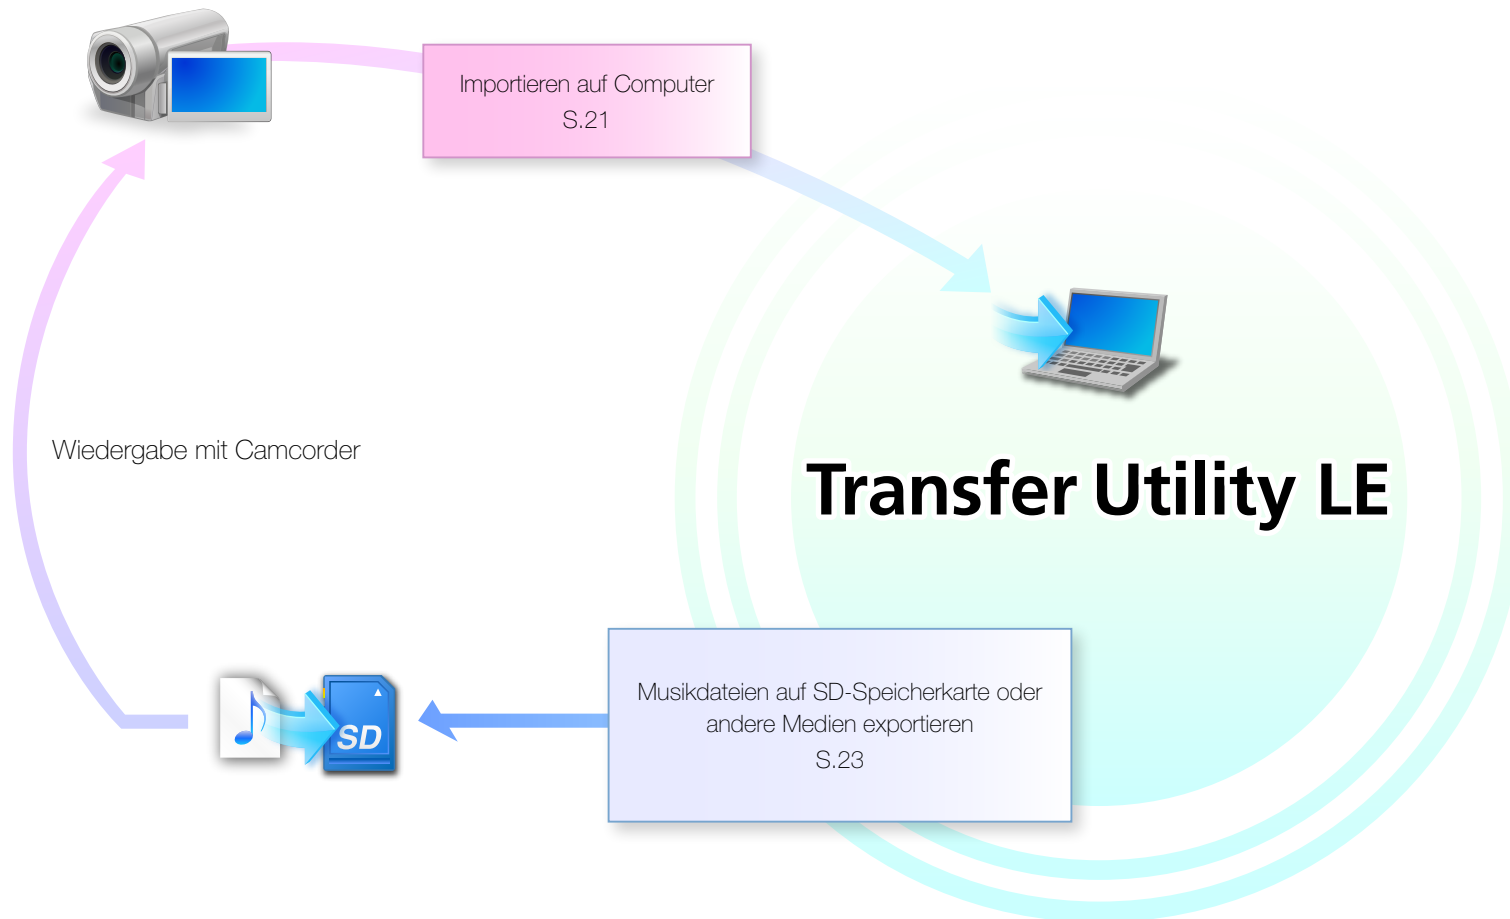 Importieren auf Computer
S.21
Wiedergabe mit Camcorder
Transfer Utility LE
Musikdateien auf SD-Speicherkarte oder
andere Medien exportieren
S.23
SD